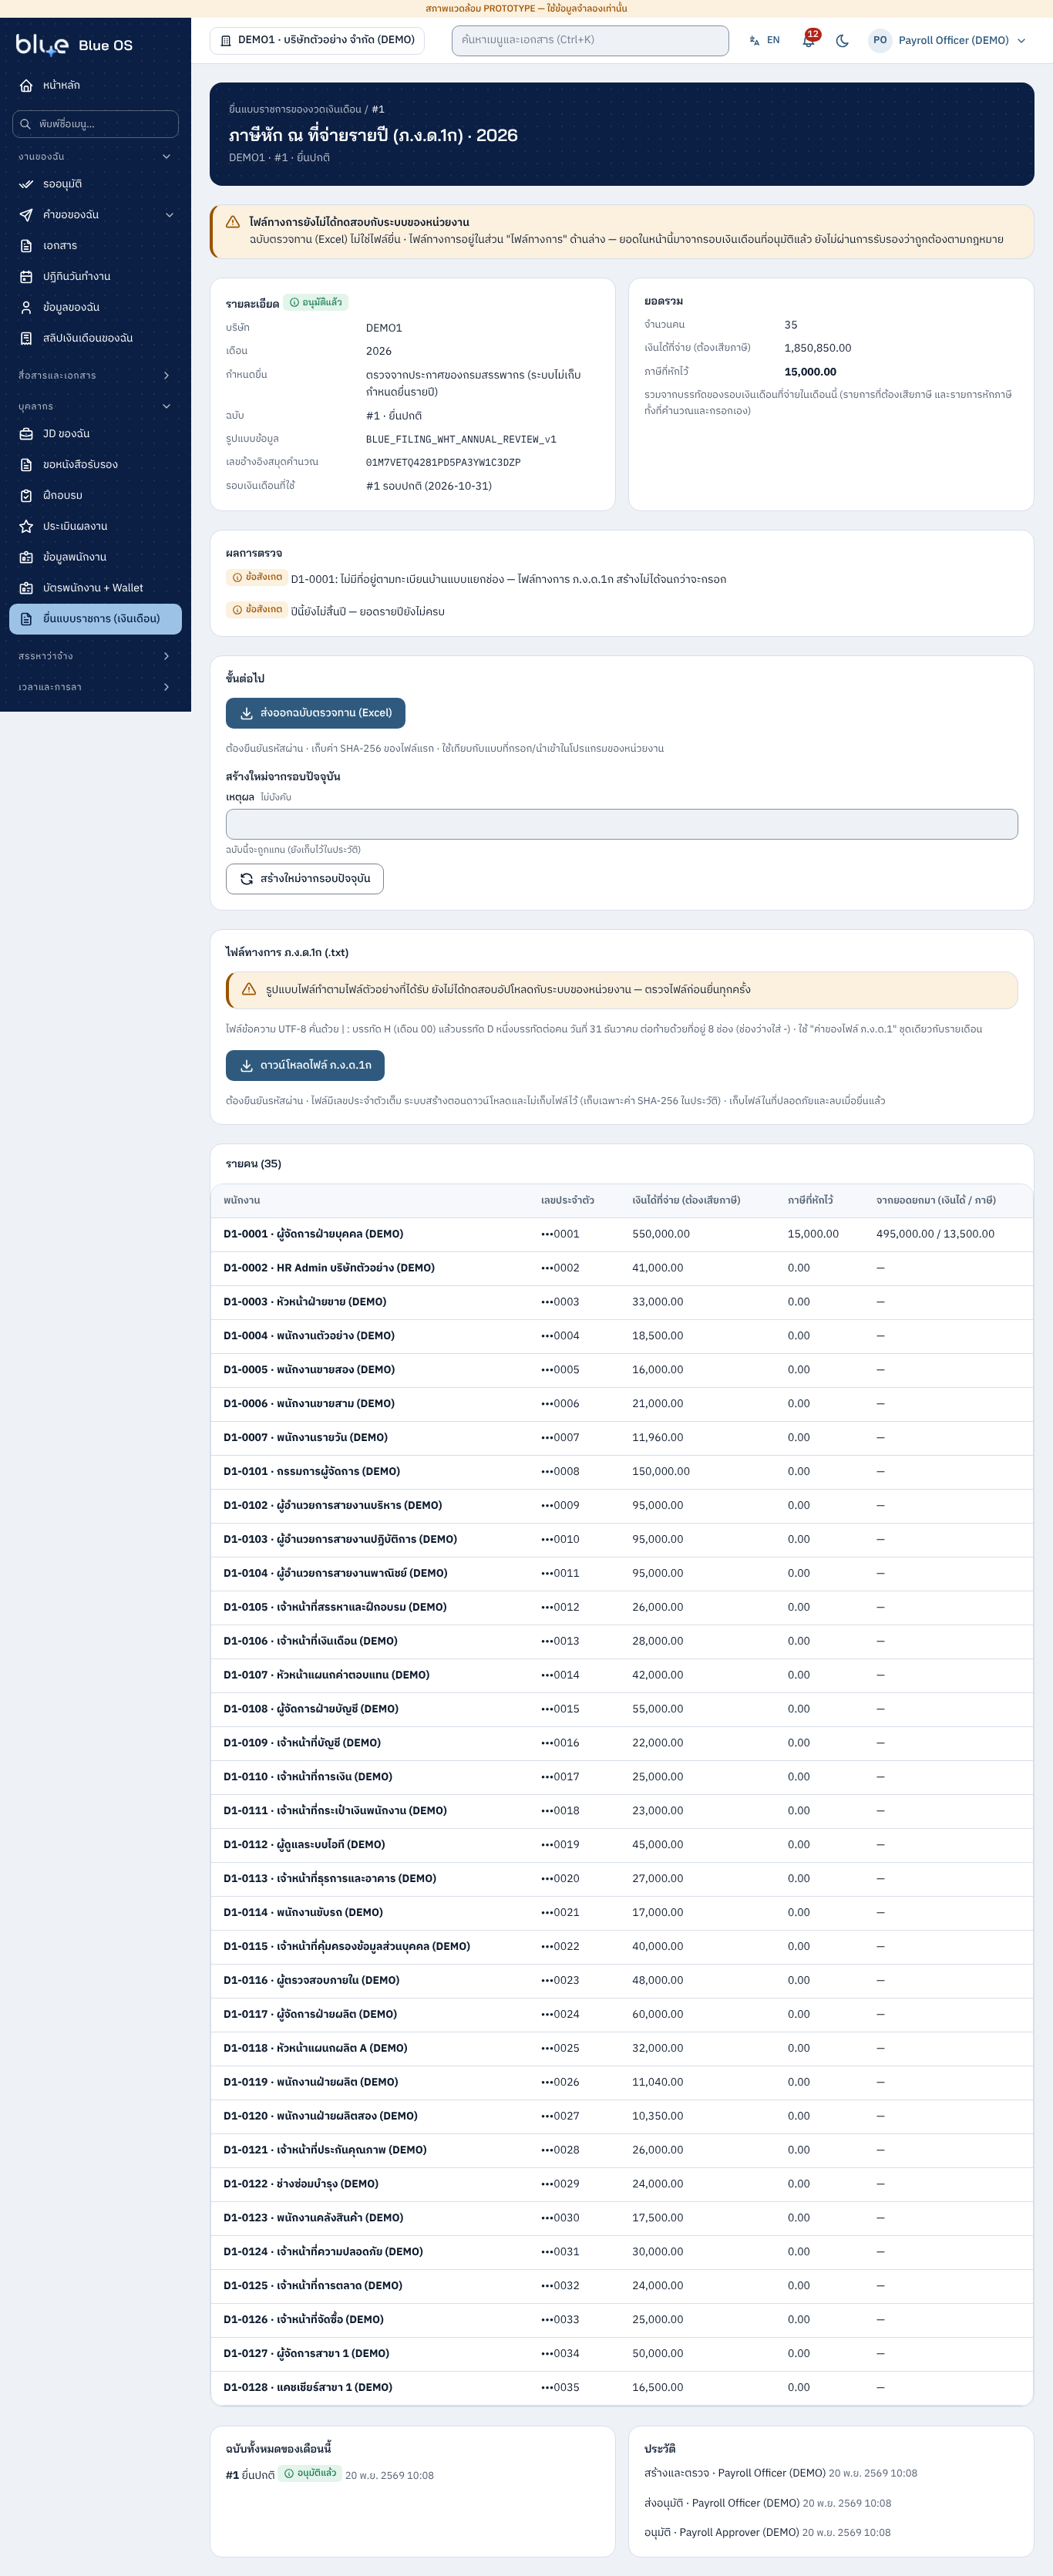 สภาพแวดล้อม PROTOTYPE — ใช้ข้อมูลจำลองเท่านั้น
blue Blue OS
หน้าหลัก
พิมพ์ชื่อเมนู...
งานของฉัน
รออนุมัติ
คำขอของฉัน
เอกสาร
ปฏิทินวันทำงาน
ข้อมูลของฉัน
สลิปเงินเดือนของฉัน
สื่อสารและเอกสาร
บุคลากร
JD ของฉัน
ขอหนังสือรับรอง
ฝึกอบรม
ประเมินผลงาน
ข้อมูลพนักงาน
บัตรพนักงาน + Wallet
ยื่นแบบราชการ (เงินเดือน)
สรรหาว่าจ้าง
เวลาและการลา
DEMO1 · บริษัทตัวอย่าง จำกัด (DEMO)
ค้นหาเมนูและเอกสาร (Ctrl+K)
EN
12
PO Payroll Officer (DEMO)
ยื่นแบบราชการของงวดเงินเดือน / #1
ภาษีหัก ณ ที่จ่ายรายปี (ภ.ง.ด.1ก) · 2026
DEMO1 · #1 · ยื่นปกติ
ไฟล์ทางการยังไม่ได้ทดสอบกับระบบของหน่วยงาน
ฉบับตรวจทาน (Excel) ไม่ใช่ไฟล์ยื่น · ไฟล์ทางการอยู่ในส่วน "ไฟล์ทางการ" ด้านล่าง — ยอดในหน้านี้มาจากรอบเงินเดือนที่อนุมัติแล้ว ยังไม่ผ่านการรับรองว่าถูกต้องตามกฎหมาย
รายละเอียด อนุมัติแล้ว
บริษัท DEMO1
เดือน 2026
กำหนดยื่น ตรวจจากประกาศของกรมสรรพากร (ระบบไม่เก็บ
กำหนดยื่นรายปี)
ฉบับ #1 · ยื่นปกติ
รูปแบบข้อมูล BLUE_FILING_WHT_ANNUAL_REVIEW_v1
เลขอ้างอิงสมุดคำนวณ 01M7VETQ4281PD5PA3YW1C3DZP
รอบเงินเดือนที่ใช้ #1 รอบปกติ (2026-10-31)
ยอดรวม
จำนวนคน 35
เงินได้ที่จ่าย (ต้องเสียภาษี) 1,850,850.00
ภาษีที่หักไว้ 15,000.00
รวมจากบรรทัดของรอบเงินเดือนที่จ่ายในเดือนนี้ (รายการที่ต้องเสียภาษี และรายการหักภาษี
ทั้งที่คำนวณและกรอกเอง)
ผลการตรวจ
ข้อสังเกต D1-0001: ไม่มีที่อยู่ตามทะเบียนบ้านแบบแยกช่อง — ไฟล์ทางการ ภ.ง.ด.1ก สร้างไม่ได้จนกว่าจะกรอก
ข้อสังเกต ปีนี้ยังไม่สิ้นปี — ยอดรายปียังไม่ครบ
ขั้นต่อไป
ส่งออกฉบับตรวจทาน (Excel)
ต้องยืนยันรหัสผ่าน · เก็บค่า SHA-256 ของไฟล์แรก · ใช้เทียบกับแบบที่กรอก/นำเข้าในโปรแกรมของหน่วยงาน
สร้างใหม่จากรอบปัจจุบัน
เหตุผล ไม่บังคับ
ฉบับนี้จะถูกแทน (ยังเก็บไว้ในประวัติ)
สร้างใหม่จากรอบปัจจุบัน
ไฟล์ทางการ ภ.ง.ด.1ก (.txt)
รูปแบบไฟล์ทำตามไฟล์ตัวอย่างที่ได้รับ ยังไม่ได้ทดสอบอัปโหลดกับระบบของหน่วยงาน — ตรวจไฟล์ก่อนยื่นทุกครั้ง
ไฟล์ข้อความ UTF-8 คั่นด้วย | : บรรทัด H (เดือน 00) แล้วบรรทัด D หนึ่งบรรทัดต่อคน วันที่ 31 ธันวาคม ต่อท้ายด้วยที่อยู่ 8 ช่อง (ช่องว่างใส่ -) · ใช้ "ค่าของไฟล์ ภ.ง.ด.1" ชุดเดียวกับรายเดือน
ดาวน์โหลดไฟล์ ภ.ง.ด.1ก
ต้องยืนยันรหัสผ่าน · ไฟล์มีเลขประจำตัวเต็ม ระบบสร้างตอนดาวน์โหลดและไม่เก็บไฟล์ไว้ (เก็บเฉพาะค่า SHA-256 ในประวัติ) · เก็บไฟล์ในที่ปลอดภัยและลบเมื่อยื่นแล้ว
รายคน (35)
พนักงาน เลขประจำตัว เงินได้ที่จ่าย (ต้องเสียภาษี) ภาษีที่หักไว้ จากยอดยกมา (เงินได้ / ภาษี)
D1-0001 · ผู้จัดการฝ่ายบุคคล (DEMO) •••0001 550,000.00 15,000.00 495,000.00 / 13,500.00
D1-0002 · HR Admin บริษัทตัวอย่าง (DEMO) •••0002 41,000.00 0.00 —
D1-0003 · หัวหน้าฝ่ายขาย (DEMO) •••0003 33,000.00 0.00 —
D1-0004 · พนักงานตัวอย่าง (DEMO) •••0004 18,500.00 0.00 —
D1-0005 · พนักงานขายสอง (DEMO) •••0005 16,000.00 0.00 —
D1-0006 · พนักงานขายสาม (DEMO) •••0006 21,000.00 0.00 —
D1-0007 · พนักงานรายวัน (DEMO) •••0007 11,960.00 0.00 —
D1-0101 · กรรมการผู้จัดการ (DEMO) •••0008 150,000.00 0.00 —
D1-0102 · ผู้อำนวยการสายงานบริหาร (DEMO) •••0009 95,000.00 0.00 —
D1-0103 · ผู้อำนวยการสายงานปฏิบัติการ (DEMO) •••0010 95,000.00 0.00 —
D1-0104 · ผู้อำนวยการสายงานพาณิชย์ (DEMO) •••0011 95,000.00 0.00 —
D1-0105 · เจ้าหน้าที่สรรหาและฝึกอบรม (DEMO) •••0012 26,000.00 0.00 —
D1-0106 · เจ้าหน้าที่เงินเดือน (DEMO) •••0013 28,000.00 0.00 —
D1-0107 · หัวหน้าแผนกค่าตอบแทน (DEMO) •••0014 42,000.00 0.00 —
D1-0108 · ผู้จัดการฝ่ายบัญชี (DEMO) •••0015 55,000.00 0.00 —
D1-0109 · เจ้าหน้าที่บัญชี (DEMO) •••0016 22,000.00 0.00 —
D1-0110 · เจ้าหน้าที่การเงิน (DEMO) •••0017 25,000.00 0.00 —
D1-0111 · เจ้าหน้าที่กระเป๋าเงินพนักงาน (DEMO) •••0018 23,000.00 0.00 —
D1-0112 · ผู้ดูแลระบบไอที (DEMO) •••0019 45,000.00 0.00 —
D1-0113 · เจ้าหน้าที่ธุรการและอาคาร (DEMO) •••0020 27,000.00 0.00 —
D1-0114 · พนักงานขับรถ (DEMO) •••0021 17,000.00 0.00 —
D1-0115 · เจ้าหน้าที่คุ้มครองข้อมูลส่วนบุคคล (DEMO) •••0022 40,000.00 0.00 —
D1-0116 · ผู้ตรวจสอบภายใน (DEMO) •••0023 48,000.00 0.00 —
D1-0117 · ผู้จัดการฝ่ายผลิต (DEMO) •••0024 60,000.00 0.00 —
D1-0118 · หัวหน้าแผนกผลิต A (DEMO) •••0025 32,000.00 0.00 —
D1-0119 · พนักงานฝ่ายผลิต (DEMO) •••0026 11,040.00 0.00 —
D1-0120 · พนักงานฝ่ายผลิตสอง (DEMO) •••0027 10,350.00 0.00 —
D1-0121 · เจ้าหน้าที่ประกันคุณภาพ (DEMO) •••0028 26,000.00 0.00 —
D1-0122 · ช่างซ่อมบำรุง (DEMO) •••0029 24,000.00 0.00 —
D1-0123 · พนักงานคลังสินค้า (DEMO) •••0030 17,500.00 0.00 —
D1-0124 · เจ้าหน้าที่ความปลอดภัย (DEMO) •••0031 30,000.00 0.00 —
D1-0125 · เจ้าหน้าที่การตลาด (DEMO) •••0032 24,000.00 0.00 —
D1-0126 · เจ้าหน้าที่จัดซื้อ (DEMO) •••0033 25,000.00 0.00 —
D1-0127 · ผู้จัดการสาขา 1 (DEMO) •••0034 50,000.00 0.00 —
D1-0128 · แคชเชียร์สาขา 1 (DEMO) •••0035 16,500.00 0.00 —
ฉบับทั้งหมดของเดือนนี้
#1 ยื่นปกติ อนุมัติแล้ว 20 พ.ย. 2569 10:08
ประวัติ
สร้างและตรวจ · Payroll Officer (DEMO) 20 พ.ย. 2569 10:08
ส่งอนุมัติ · Payroll Officer (DEMO) 20 พ.ย. 2569 10:08
อนุมัติ · Payroll Approver (DEMO) 20 พ.ย. 2569 10:08